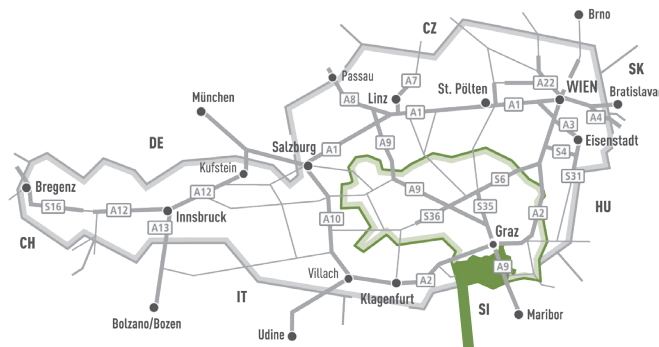 Brno
CZ
SK
Passau
A7
A22
WIEN
München
A8
Linz
St. Pölten
Bratislava
A1
A1
A4
A3
DE
A1
A9
Eisenstadt
Salzburg
S4
Kufstein
S6
S31
Bregenz
A12
A9
S16
A12
Innsbruck
A10
S36
S35
A2
HU
CH
A13
Graz
A9
Villach
A2
IT
Klagenfurt
SI
Bolzano/Bozen
Maribor
Udine